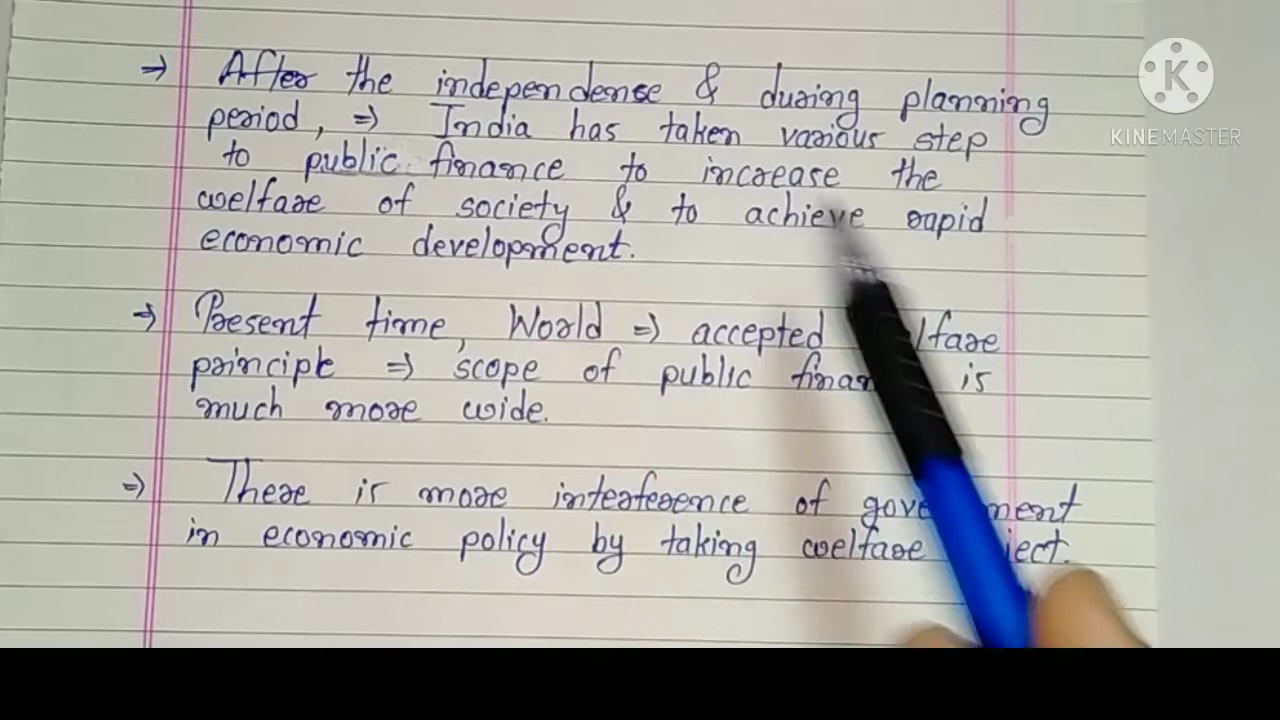 ⇒ After the independense & during planning
period, ⇒ India has taken various step
to public finance to increase the
welfare of society & to achieve rapid
economic development.
⇒ Present time, World ⇒ accepted
principle ⇒ scope of public is
much more wide.
⇒ There is more interference of
in economic policy by taking welfare
K
KINEMASTER